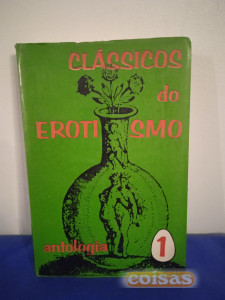 CLÁSSICOS
do
EROTISMO
antologia
1
coisas